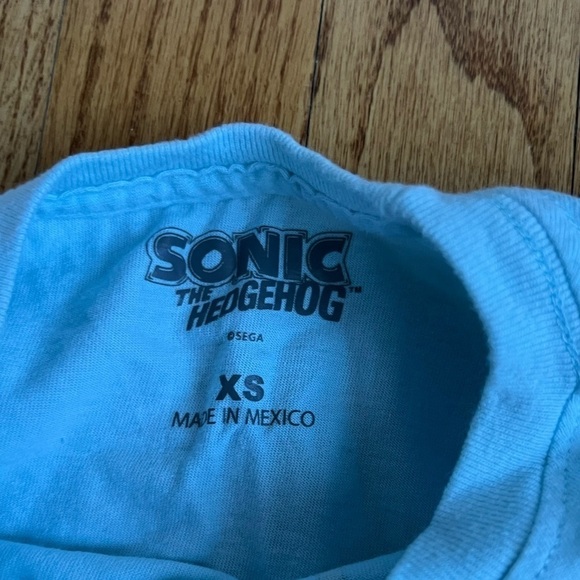 SONIC
THE
HEDGEHOG™
©SEGA
XS
MADE IN MEXICO